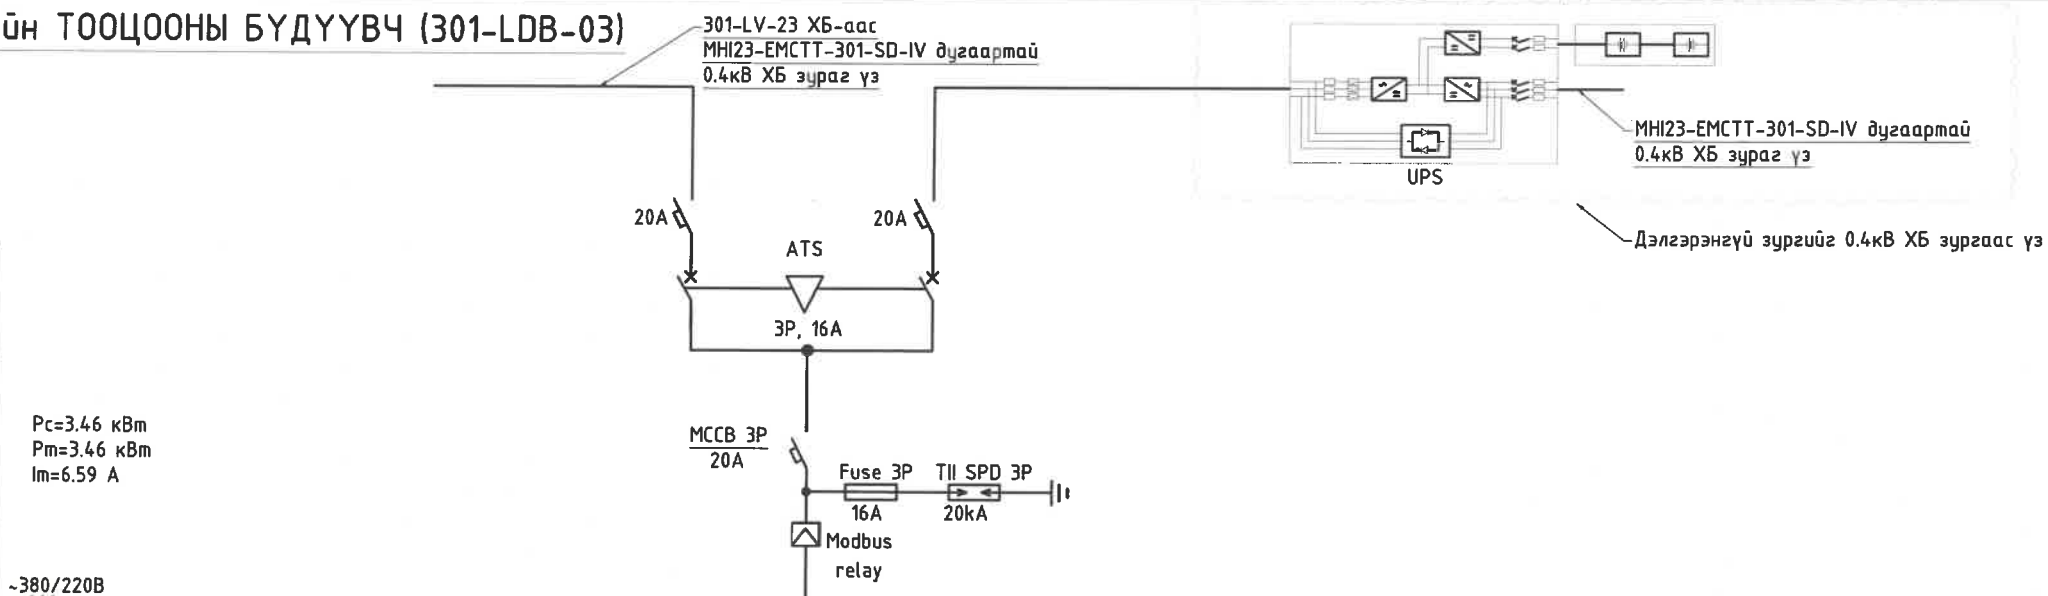 йн ТООЦООНЫ БҮДҮҮВЧ (301-LDB-03)
301-LV-23 ХБ-аас
MHI23-EMCTT-301-SD-IV дугаартай
0.4кВ ХБ зураг үз
MHI23-EMCTT-301-SD-IV дугаартай
0.4кВ ХБ зураг үз
UPS
Дэлгэрэнгүй зургийг 0.4кВ ХБ зургаас үз
20A
20A
ATS
3P, 16A
Pc=3.46 кВт
Pm=3.46 кВт
Im=6.59 A
MCCB 3P
20A
Fuse 3P
TII SPD 3P
16A
20kA
Modbus
relay
~380/220В